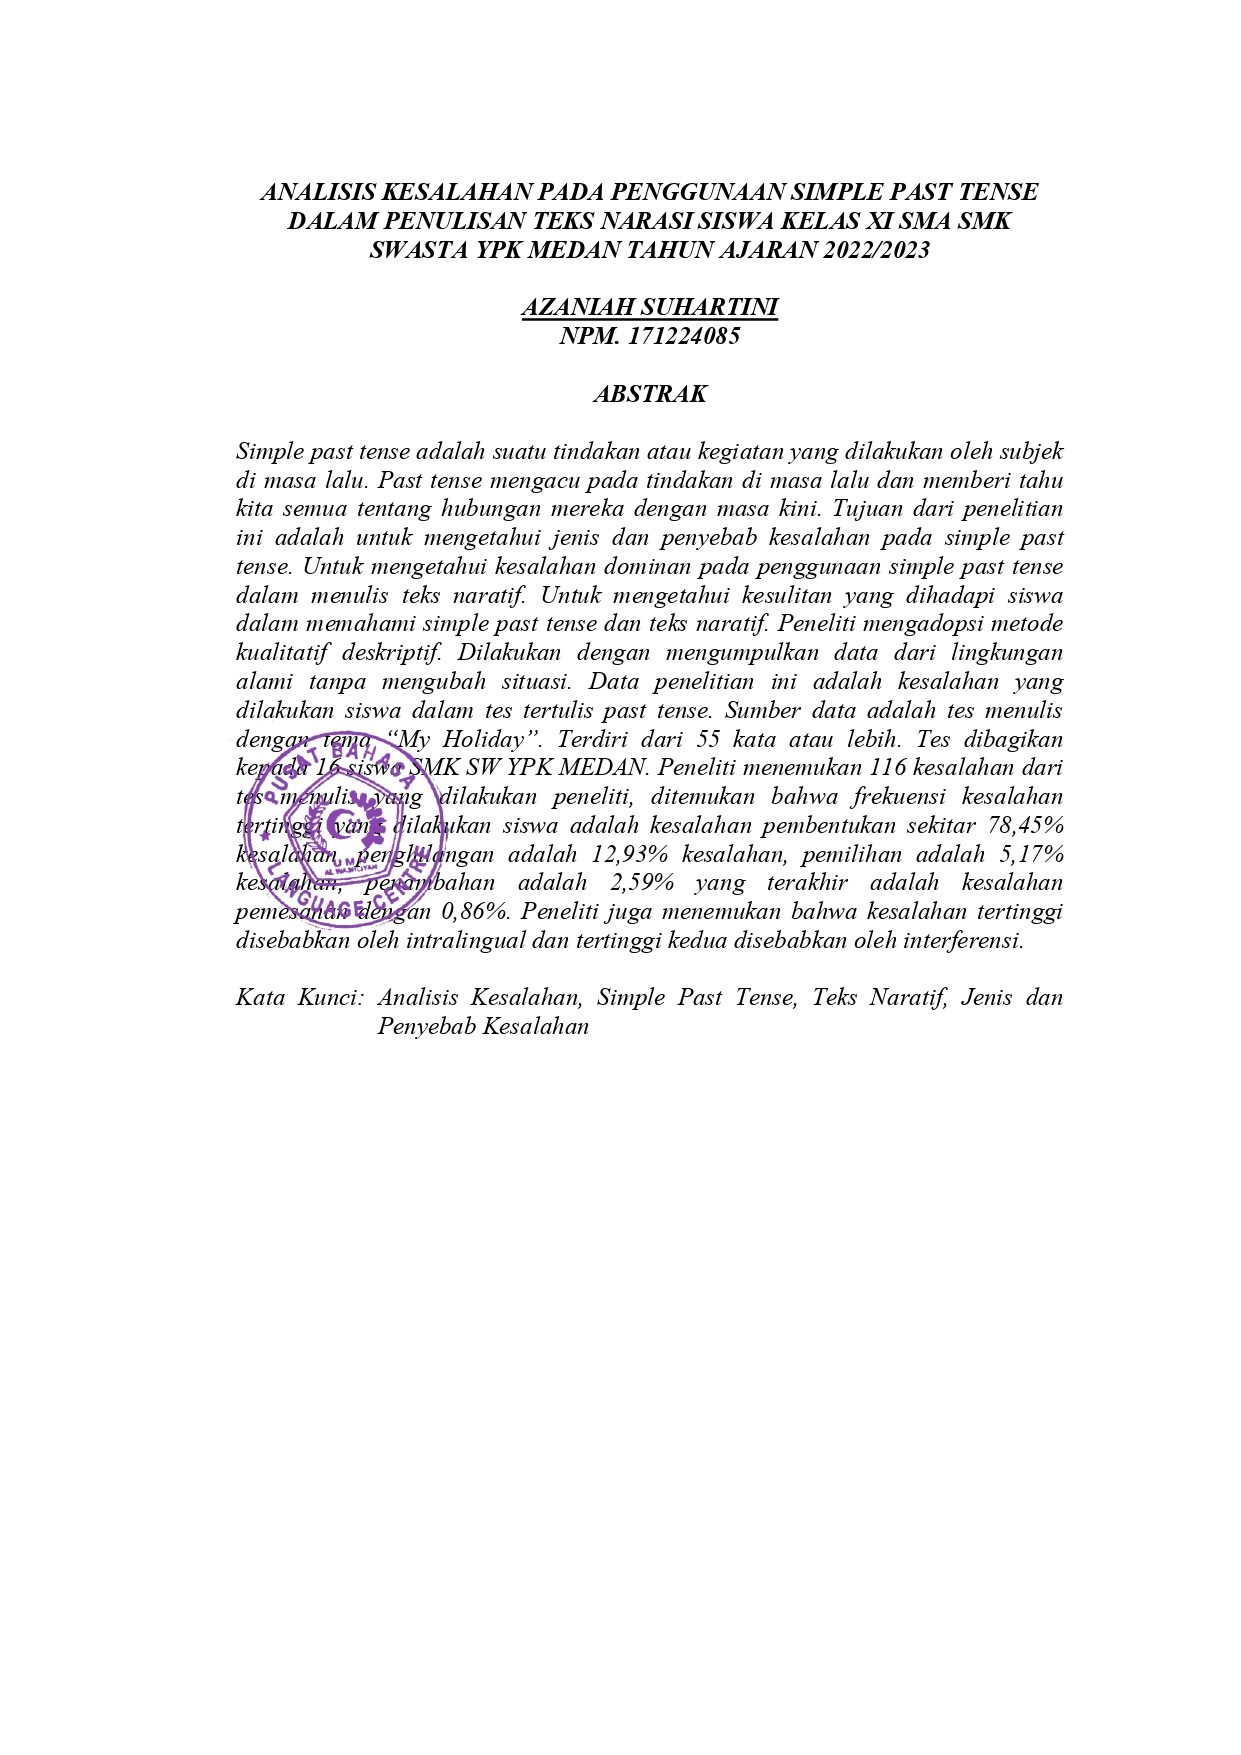 ANALISIS KESALAHAN PADA PENGGUNAAN SIMPLE PAST TENSE
DALAM PENULISAN TEKS NARASI SISWA KELAS XI SMA SMK
SWASTA YPK MEDAN TAHUN AJARAN 2022/2023
AZANIAH SUHARTINI
NPM. 171224085
ABSTRAK
Simple past tense adalah suatu tindakan atau kegiatan yang dilakukan oleh subjek
di masa lalu. Past tense mengacu pada tindakan di masa lalu dan memberi tahu
kita semua tentang hubungan mereka dengan masa kini. Tujuan dari penelitian
ini adalah untuk mengetahui jenis dan penyebab kesalahan pada simple past
tense. Untuk mengetahui kesalahan dominan pada penggunaan simple past tense
dalam menulis teks naratif. Untuk mengetahui kesulitan yang dihadapi siswa
dalam memahami simple past tense dan teks naratif. Peneliti mengadopsi metode
kualitatif deskriptif. Dilakukan dengan mengumpulkan data dari lingkungan
alami tanpa mengubah situasi. Data penelitian ini adalah kesalahan yang
dilakukan siswa dalam tes tertulis past tense. Sumber data adalah tes menulis
dengan tema “My Holiday”. Terdiri dari 55 kata atau lebih. Tes dibagikan
kepada 16 siswa SMK SW YPK MEDAN. Peneliti menemukan 116 kesalahan dari
tes menulis yang dilakukan peneliti, ditemukan bahwa frekuensi kesalahan
tertinggi yang dilakukan siswa adalah kesalahan pembentukan sekitar 78,45%
kesalahan, penghilangan adalah 12,93% kesalahan, pemilihan adalah 5,17%
kesalahan, penambahan adalah 2,59% yang terakhir adalah kesalahan
pemesanan dengan 0,86%. Peneliti juga menemukan bahwa kesalahan tertinggi
disebabkan oleh intralingual dan tertinggi kedua disebabkan oleh interferensi.
Kata Kunci: Analisis Kesalahan, Simple Past Tense, Teks Naratif, Jenis dan
Penyebab Kesalahan
PUSAT BAHASA
UMN
AL WASHLIYAH
LANGUAGE CENTRE